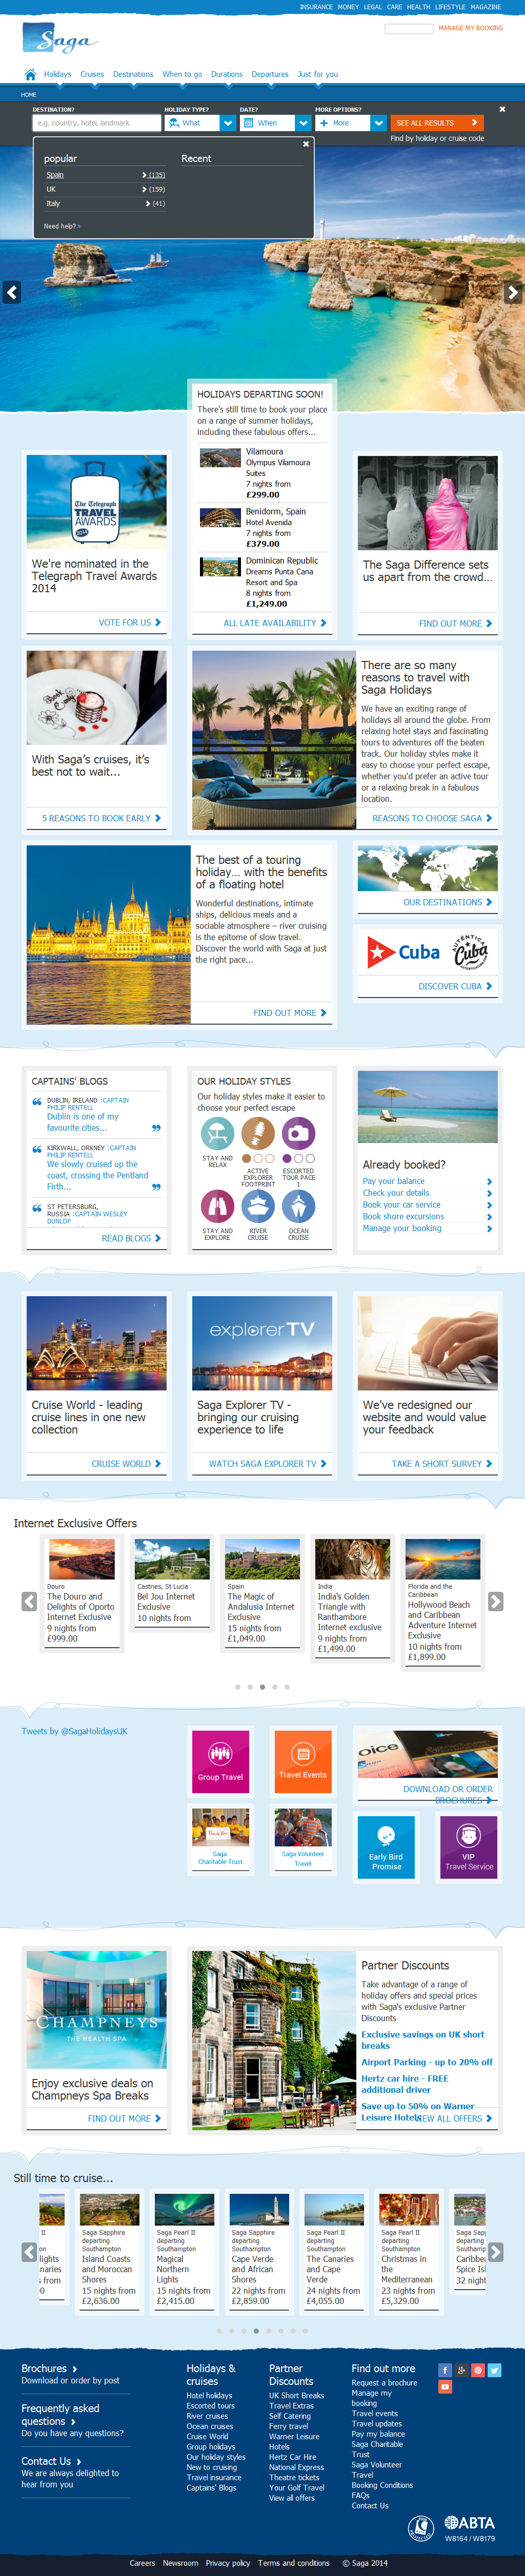 INSURANCE MONEY LEGAL CARE HEALTH LIFESTYLE MAGAZINE
Saga
MANAGE MY BOOKING
Holidays Cruises Destinations When to go Durations Departures Just for you
HOME
DESTINATION? HOLIDAY TYPE? DATE? MORE OPTIONS?
e.g. country, hotel, landmark What When More SEE ALL RESULTS
Find by holiday or cruise code
popular Recent
Spain (135)
UK (159)
Italy (41)
Need help?
HOLIDAYS DEPARTING SOON!
There's still time to book your place
on a range of summer holidays,
including these fabulous offers...
Vilamoura
Olympus Vilamoura
Suites
7 nights from
£299.00
Benidorm, Spain
Hotel Avenida
7 nights from
£379.00
Dominican Republic
Dreams Punta Cana
Resort and Spa
8 nights from
£1,249.00
ALL LATE AVAILABILITY
The Telegraph
TRAVEL
AWARDS
2014
We're nominated in the
Telegraph Travel Awards
2014
VOTE FOR US
The Saga Difference sets
us apart from the crowd...
FIND OUT MORE
With Saga's cruises, it's
best not to wait...
5 REASONS TO BOOK EARLY
There are so many
reasons to travel with
Saga Holidays
We have an exciting range of
holidays all around the globe. From
relaxing hotel stays and fascinating
tours to adventures off the beaten
track. Our holiday styles make it
easy to choose your perfect escape,
whether you'd prefer an active tour
or a relaxing break in a fabulous
location.
REASONS TO CHOOSE SAGA
The best of a touring
holiday... with the benefits
of a floating hotel
Wonderful destinations, intimate
ships, delicious meals and a
sociable atmosphere – river cruising
is the epitome of slow travel.
Discover the world with Saga at just
the right pace...
FIND OUT MORE
OUR DESTINATIONS
Cuba
AUTENTICA
Cuba
DISCOVER CUBA
CAPTAINS' BLOGS
DUBLIN, IRELAND :CAPTAIN
PHILIP RENTELL
Dublin is one of my
favourite cities...
KIRKWALL, ORKNEY :CAPTAIN
PHILIP RENTELL
We slowly cruised up the
coast, crossing the Pentland
Firth...
ST PETERSBURG,
RUSSIA :CAPTAIN WESLEY
DUNLOP
READ BLOGS
OUR HOLIDAY STYLES
Our holiday styles make it easier to
choose your perfect escape
STAY AND
RELAX
ACTIVE
EXPLORER
FOOTPRINT
ESCORTED
TOUR PACE
1
STAY AND
EXPLORE
RIVER
CRUISE
OCEAN
CRUISE
Already booked?
Pay your balance
Check your details
Book your car service
Book shore excursions
Manage your booking
Cruise World - leading
cruise lines in one new
collection
CRUISE WORLD
explorerTV
Saga Explorer TV -
bringing our cruising
experience to life
WATCH SAGA EXPLORER TV
We've redesigned our
website and would value
your feedback
TAKE A SHORT SURVEY
Internet Exclusive Offers
Douro
The Douro and
Delights of Oporto
Internet Exclusive
9 nights from
£999.00
Castries, St Lucia
Bel Jou Internet
Exclusive
10 nights from
Spain
The Magic of
Andalusia Internet
Exclusive
15 nights from
£1,049.00
India
India's Golden
Triangle with
Ranthambore
Internet exclusive
9 nights from
£1,499.00
Florida and the
Caribbean
Hollywood Beach
and Caribbean
Adventure Internet
Exclusive
10 nights from
£1,899.00
Tweets by @SagaHolidaysUK
Group Travel
Travel Events
oice
DOWNLOAD OR ORDER
BROCHURES
Thank You
Saga
Charitable Trust
Saga Volunteer
Travel
Early Bird
Promise
VIP
Travel Service
CHAMPNEYS
THE HEALTH SPA
Enjoy exclusive deals on
Champneys Spa Breaks
FIND OUT MORE
Partner Discounts
Take advantage of a range of
holiday offers and special prices
with Saga's exclusive Partner
Discounts
Exclusive savings on UK short
breaks
Airport Parking - up to 20% off
Hertz car hire - FREE
additional driver
Save up to 50% on Warner
Leisure Hotels
VIEW ALL OFFERS
Still time to cruise...
ll
on
lights
naries
s from
00
Saga Sapphire
departing
Southampton
Island Coasts
and Moroccan
Shores
15 nights from
£2,636.00
Saga Pearl II
departing
Southampton
Magical
Northern
Lights
15 nights from
£2,415.00
Saga Sapphire
departing
Southampton
Cape Verde
and African
Shores
22 nights from
£2,859.00
Saga Pearl II
departing
Southampton
The Canaries
and Cape
Verde
24 nights from
£4,055.00
Saga Pearl II
departing
Southampton
Christmas in
the
Mediterranean
23 nights from
£5,329.00
Saga Sapp
departing
Southamp
Caribbea
Spice Isl
32 night
Brochures
Download or order by post
Frequently asked
questions
Do you have any questions?
Contact Us
We are always delighted to
hear from you
Holidays &
cruises
Hotel holidays
Escorted tours
River cruises
Ocean cruises
Cruise World
Group holidays
Our holiday styles
New to cruising
Travel insurance
Captains' Blogs
Partner
Discounts
UK Short Breaks
Travel Extras
Self Catering
Ferry travel
Warner Leisure
Hotels
Hertz Car Hire
National Express
Theatre tickets
Your Golf Travel
View all offers
Find out more
Request a brochure
Manage my
booking
Travel events
Travel updates
Pay my balance
Saga Charitable
Trust
Saga Volunteer
Travel
Booking Conditions
FAQs
Contact Us
ABTA
W8164 / W8179
Careers Newsroom Privacy policy Terms and conditions © Saga 2014